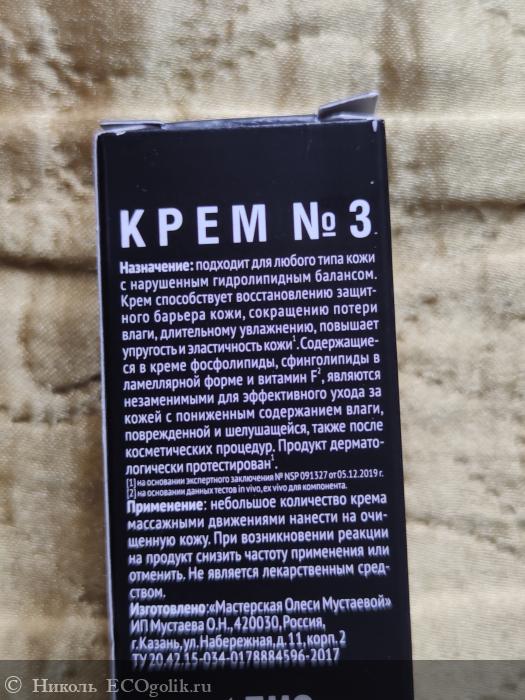 КРЕМ № 3
Назначение: подходит для любого типа кожи
с нарушенным гидролипидным балансом.
Крем способствует восстановлению защит-
ного барьера кожи, сокращению потери
влаги, длительному увлажнению, повышает
упругость и эластичность кожи¹. Содержащие-
ся в креме фосфолипиды, сфинголипиды в
ламеллярной форме и витамин F², являются
незаменимыми для эффективного ухода за
кожей с пониженным содержанием влаги,
поврежденной и шелушащейся, также после
косметических процедур. Продукт дермато-
логически протестирован¹.
[1] на основании экспертного заключения № NSP 091327 от 05.12.2019 г.
[2] на основании данных тестов in vivo, ex vivo для компонента.
Применение: небольшое количество крема
массажными движениями нанести на очи-
щенную кожу. При возникновении реакции
на продукт снизить частоту применения или
отменить. Не является лекарственным сред-
ством.
Изготовлено: «Мастерская Олеси Мустаевой»
ИП Мустаева О.Н., 420030, Россия,
г. Казань, ул. Набережная, д. 11, корп. 2
ТУ 20.42.15-034-0178884596-2017
© Николь ECOgolik.ru